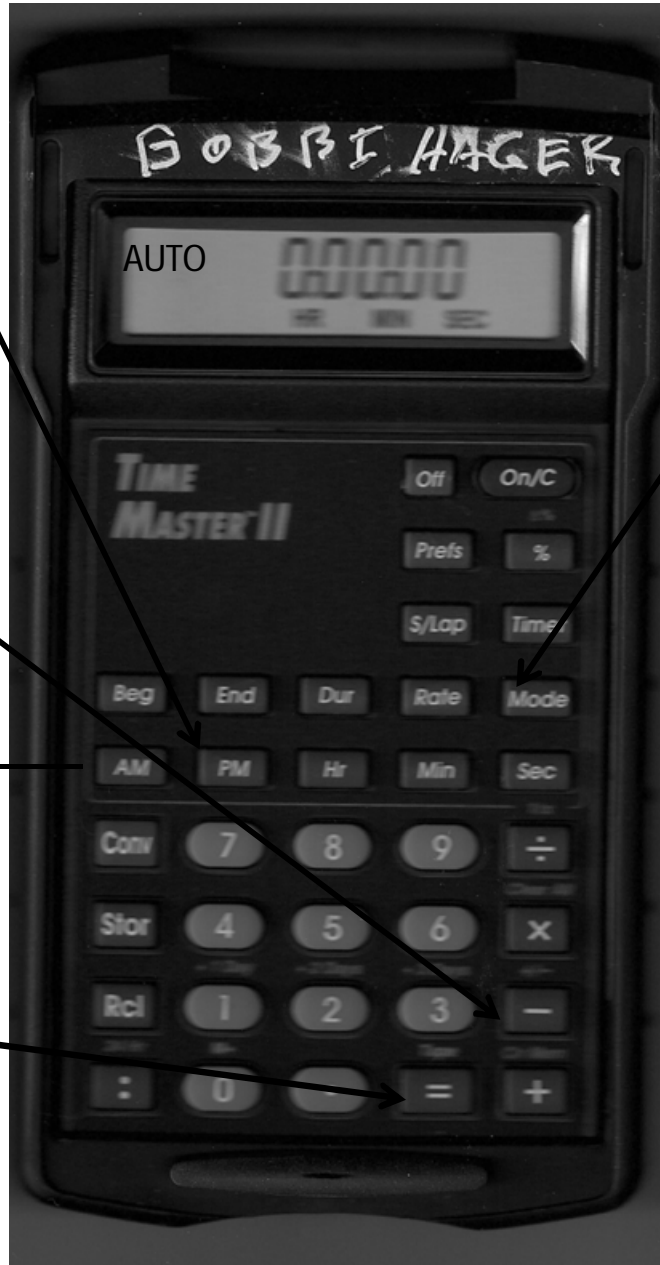 BOBBI HAGER
AUTO 0:00:00
HR MIN SEC
TIME
MASTER II
Off On/C
Prefs %
S/Lap Timer
Beg End Dur Rate Mode
AM PM Hr Min Sec
Conv 7 8 9 ÷
Stor 4 5 6 ×
Rcl 1 2 3 −
: 0 • = +